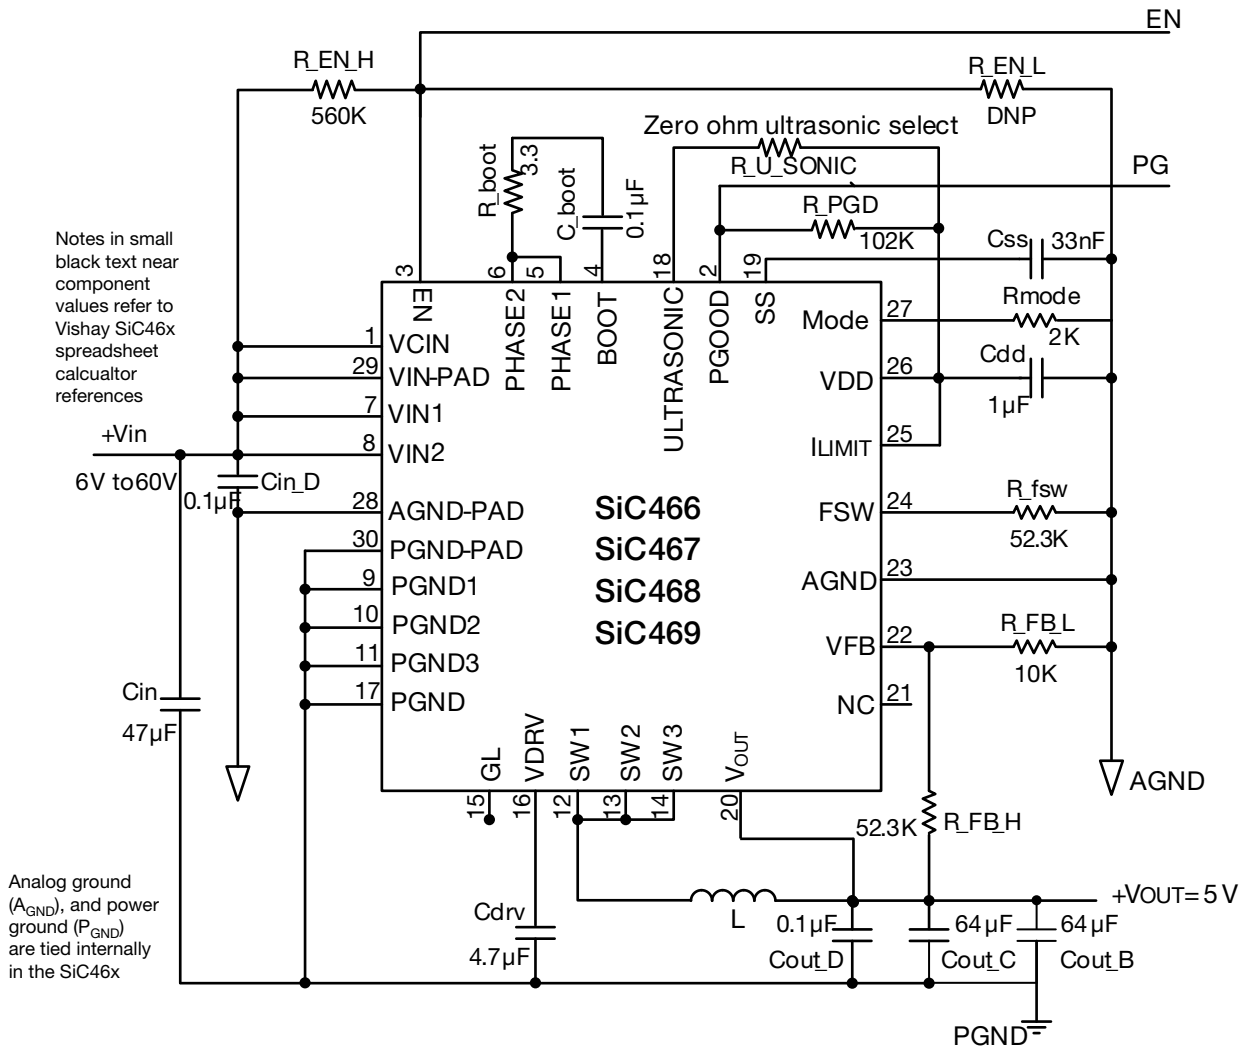 EN
R_EN_H
560K
R_EN_L
DNP
Zero ohm ultrasonic select
R_U_SONIC
PG
R_boot
3.3
C_boot
0.1µF
R_PGD
102K
Css
33nF
Notes in small
black text near
component
values refer to
Vishay SiC46x
spreadsheet
calcualtor
references
3
6
5
4
18
2
19
EN
PHASE2
PHASE1
BOOT
ULTRASONIC
PGOOD
SS
1
VCIN
29
VIN-PAD
7
VIN1
8
VIN2
+Vin
6V to60V
0.1µF
Cin_D
28
AGND-PAD
30
PGND-PAD
9
PGND1
10
PGND2
11
PGND3
17
PGND
Cin
47µF
SiC466
SiC467
SiC468
SiC469
Mode
27
Rmode
2K
VDD
26
Cdd
1µF
ILIMIT
25
FSW
24
R_fsw
52.3K
AGND
23
VFB
22
R_FB_L
10K
NC
21
AGND
GL
VDRV
SW1
SW2
SW3
VOUT
15
16
12
13
14
20
52.3K
R_FB_H
Analog ground
(AGND), and power
ground (PGND)
are tied internally
in the SiC46x
Cdrv
4.7µF
L
+VOUT= 5 V
0.1µF
Cout_D
64µF
Cout_C
64µF
Cout_B
PGND